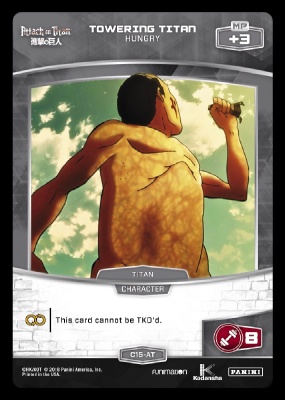 Attack on Titan
進撃の巨人
TOWERING TITAN
HUNGRY
MP
+3
TITAN
CHARACTER
This card cannot be TKO'd.
8
C15-AT
©HK/AOT © 2018 Panini America, Inc.
Printed in the USA.
FUNIMATION
K
Kodansha
PANINI